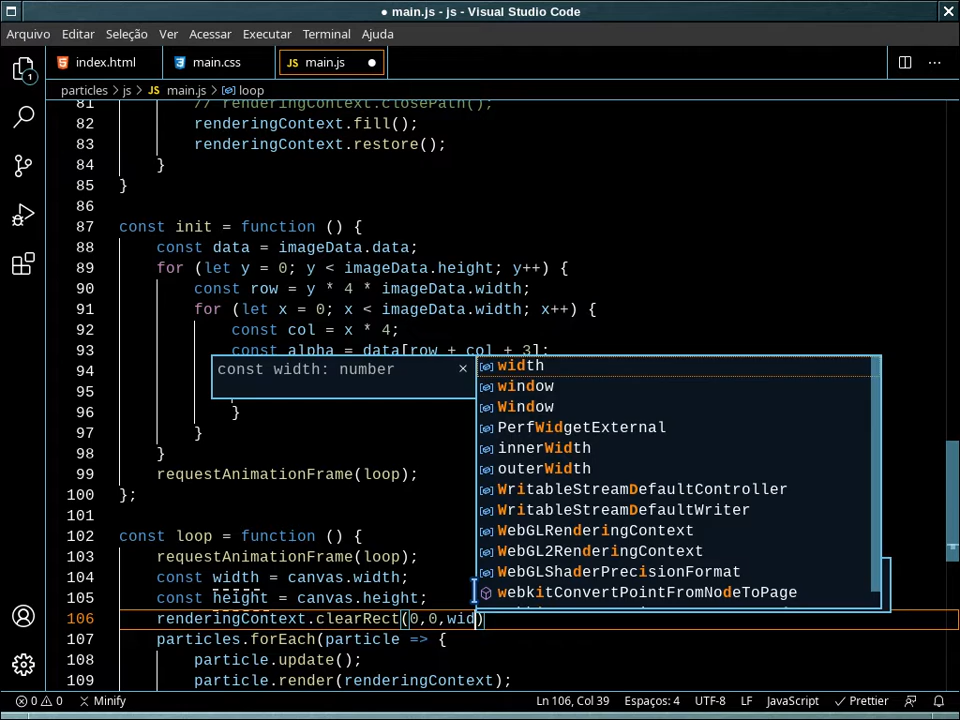 ● main.js - js - Visual Studio Code
Arquivo Editar Seleção Ver Acessar Executar Terminal Ajuda
index.html main.css JS main.js ●
particles > js > JS main.js > loop
81 // renderingContext.closePath();
82 renderingContext.fill();
83 renderingContext.restore();
84 }
85 }
86
87 const init = function () {
88 const data = imageData.data;
89 for (let y = 0; y < imageData.height; y++) {
90 const row = y * 4 * imageData.width;
91 for (let x = 0; x < imageData.width; x++) {
92 const col = x * 4;
93 const alpha = data[row + col + 3];
94
95
96 }
97 }
98 }
99 requestAnimationFrame(loop);
100 };
101
102 const loop = function () {
103 requestAnimationFrame(loop);
104 const width = canvas.width;
105 const height = canvas.height;
106 renderingContext.clearRect(0,0,wid)
107 particles.forEach(particle => {
108 particle.update();
109 particle.render(renderingContext);
const width: number ×
width
window
Window
PerfWidgetExternal
innerWidth
outerWidth
WritableStreamDefaultController
WritableStreamDefaultWriter
WebGLRenderingContext
WebGL2RenderingContext
WebGLShaderPrecisionFormat
webkitConvertPointFromNodeToPage
1
0 0 Minify Ln 106, Col 39 Espaços: 4 UTF-8 LF JavaScript Prettier